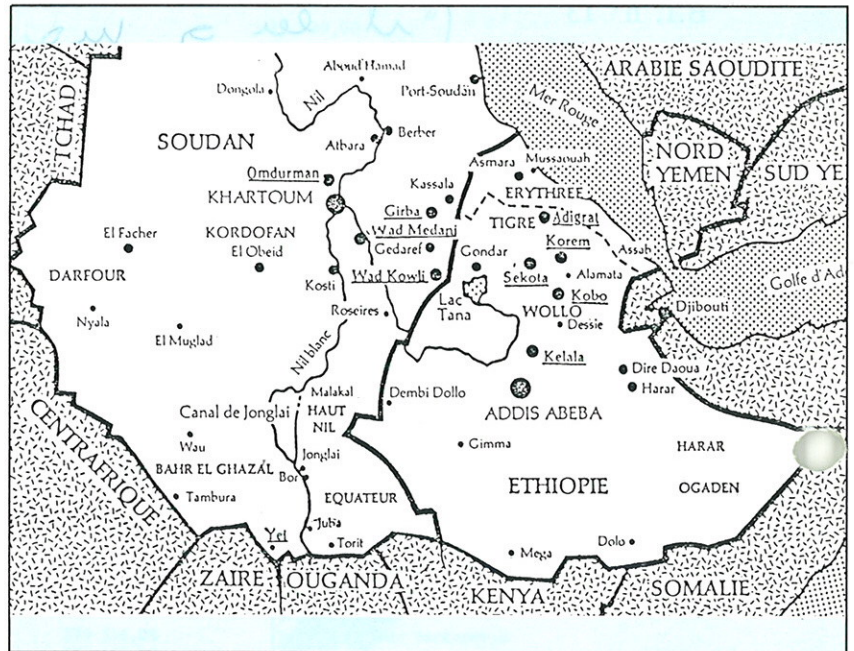 Aboud Hamad
Port-Soudan
ARABIE SAOUDITE
Dongola
Nil
Mer Rouge
TCHAD
SOUDAN
Berber
Atbara
NORD
YEMEN
SUD YE
Asmara
Mussaouah
Omdurman
Kassala
ERYTHREE
KHARTOUM
Girba
TIGRE
Adigrat
Wad Medani
El Facher
KORDOFAN
Gedaref
Korem
Assab
El Obeid
Gondar
Golfe d'Ad
DARFOUR
Kosti
Wad Kowli
Sekota
Alamata
Lac
Tana
Kobo
Djibouti
Nyala
Roseires
WOLLO
Dessie
El Muglad
Nil blanc
Kelala
Dire Daoua
Harar
Malakal
Dembi Dollo
HAUT
NIL
ADDIS ABEBA
CENTRAFRIQUE
Canal de Jonglai
Wau
Gimma
HARAR
Jonglai
BAHR EL GHAZAL
Bor
ETHIOPIE
OGADEN
Tambura
EQUATEUR
Juba
Yei
Torit
Mega
Dolo
ZAIRE
OUGANDA
KENYA
SOMALIE